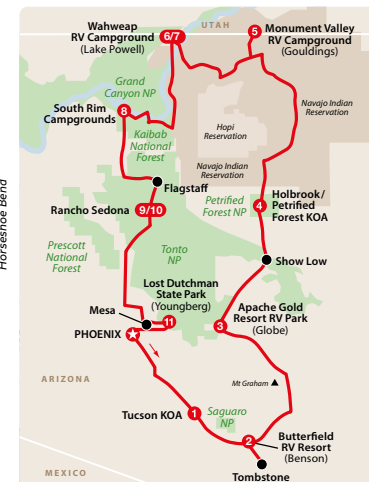 UTAH
Wahweap
RV Campground
(Lake Powell)
6/7
5
Monument Valley
RV Campground
(Gouldings)
Grand
Canyon NP
South Rim
Campgrounds
8
Kaibab
National
Forest
Hopi
Reservation
Navajo Indian
Reservation
Navajo Indian
Reservation
Flagstaff
Rancho Sedona
9/10
Petrified
Forest NP
4
Holbrook/
Petrified
Forest KOA
Horseshoe Bend
Prescott
National
Forest
Tonto
NP
Show Low
Lost Dutchman
State Park
(Youngberg)
Mesa
11
PHOENIX
3
Apache Gold
Resort RV Park
(Globe)
ARIZONA
Mt Graham
Tucson KOA
1
Saguaro
NP
2
Butterfield
RV Resort
(Benson)
MEXICO
Tombstone